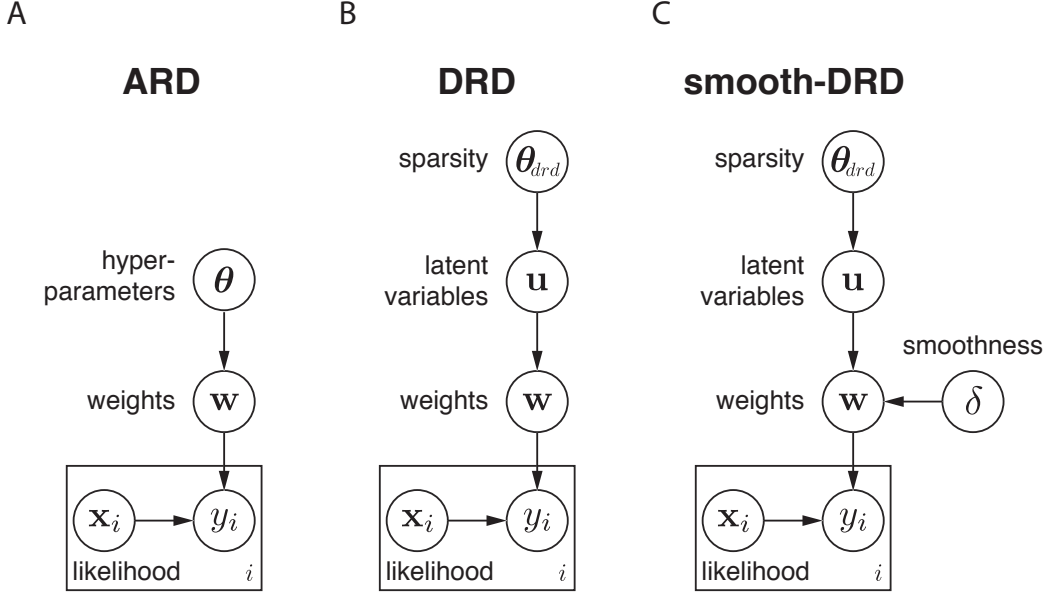 A
ARD
hyper-
parameters
θ
weights
w
x_i
y_i
likelihood
i
B
DRD
sparsity
θ_drd
latent
variables
u
weights
w
x_i
y_i
likelihood
i
C
smooth-DRD
sparsity
θ_drd
latent
variables
u
smoothness
weights
w
δ
x_i
y_i
likelihood
i